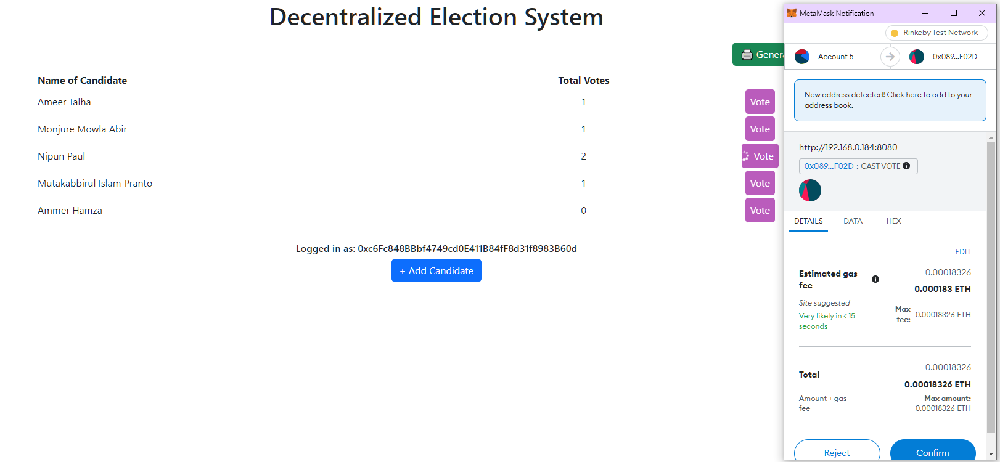 Decentralized Election System
Name of Candidate Total Votes
Ameer Talha 1 Vote
Monjure Mowla Abir 1 Vote
Nipun Paul 2 Vote
Mutakabbirul Islam Pranto 1 Vote
Ammer Hamza 0 Vote
Logged in as: 0xc6Fc848BBbf4749cd0E411B84fF8d31f8983B60d
+ Add Candidate
MetaMask Notification
Rinkeby Test Network
Account 5 0x089...F02D
New address detected! Click here to add to your
address book.
http://192.168.0.184:8080
0x089...F02D : CAST VOTE
DETAILS DATA HEX
EDIT
Estimated gas
fee
0.00018326
0.000183 ETH
Site suggested
Very likely in < 15
seconds
Max
fee:
0.00018326 ETH
Total
0.00018326
0.00018326 ETH
Amount + gas
fee
Max amount:
0.00018326 ETH
Reject Confirm